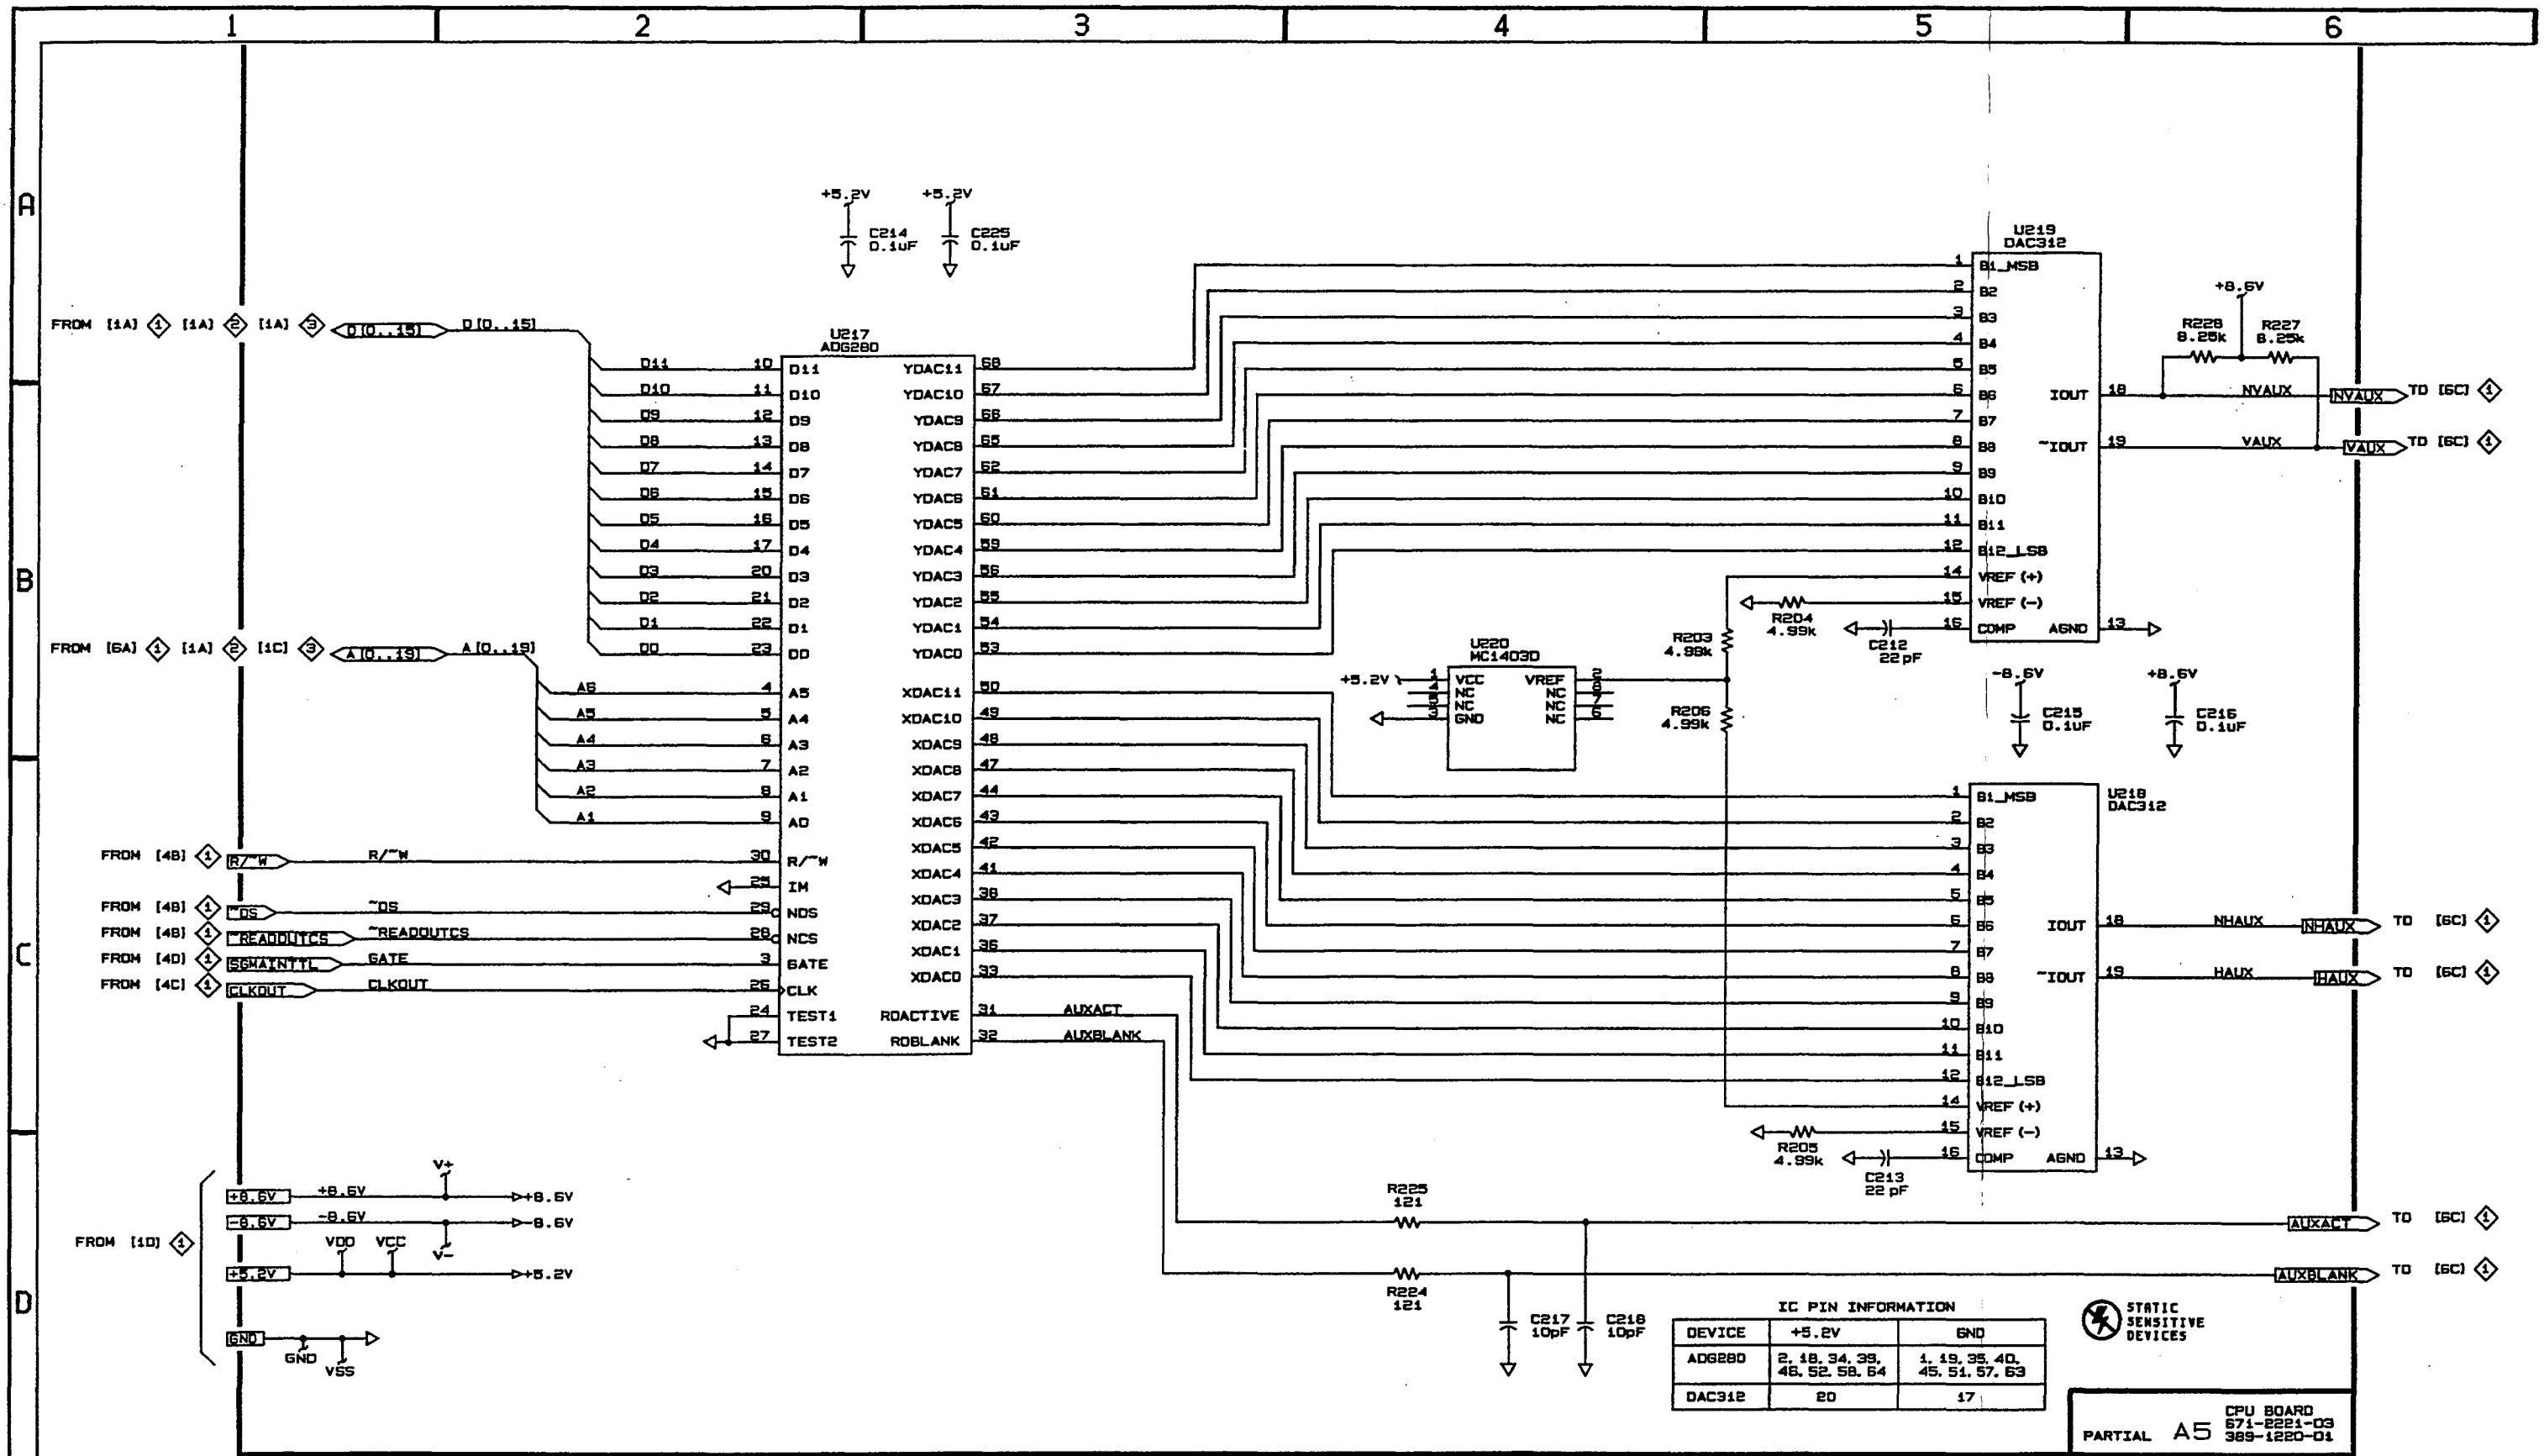 1 2 3 4 5 6
A
B
C
D
+5.2V
C214
0.1uF
+5.2V
C225
0.1uF
FROM [1A] 1 [1A] 2 [1A] 3
D[0..15]
D[0..15]
FROM [6A] 1 [1A] 2 [1C] 3
A[0..19]
A[0..19]
U217
ADG280
D11 10 D11
D10 11 D10
D9 12 D9
D8 13 D8
D7 14 D7
D6 15 D6
D5 16 D5
D4 17 D4
D3 20 D3
D2 21 D2
D1 22 D1
D0 23 D0
A6 4 A5
A5 5 A4
A4 6 A3
A3 7 A2
A2 8 A1
A1 9 A0
FROM [4B] 1 R/~W R/~W 30 R/~W
25 IM
FROM [4B] 1 ~DS ~DS 29 NDS
FROM [4B] 1 ~READOUTCS ~READOUTCS 28 NCS
FROM [4D] 1 SGMAINTTL GATE 3 GATE
FROM [4C] 1 CLKOUT CLKOUT 26 CLK
24 TEST1
27 TEST2
YDAC11 68
YDAC10 67
YDAC9 66
YDAC8 65
YDAC7 62
YDAC6 61
YDAC5 60
YDAC4 59
YDAC3 56
YDAC2 55
YDAC1 54
YDAC0 53
XDAC11 50
XDAC10 49
XDAC9 48
XDAC8 47
XDAC7 44
XDAC6 43
XDAC5 42
XDAC4 41
XDAC3 38
XDAC2 37
XDAC1 36
XDAC0 33
RDACTIVE 31 AUXACT
ROBLANK 32 AUXBLANK
U219
DAC312
1 B1_MSB
2 B2
3 B3
4 B4
5 B5
6 B6
7 B7
8 B8
9 B9
10 B10
11 B11
12 B12_LSB
14 VREF(+)
15 VREF(-)
16 COMP
AGND 13
IOUT 18
~IOUT 19
+8.6V
R228
8.25k
R227
8.25k
NVAUX NVAUX TO [6C] 1
VAUX VAUX TO [6C] 1
R204
4.99k
C212
22pF
R203
4.99k
R206
4.99k
U220
MC1403D
+5.2V
1 VCC
NC
NC
3 GND
VREF 2
NC
NC
NC
-8.6V
C215
0.1uF
+8.6V
C216
0.1uF
U218
DAC312
1 B1_MSB
2 B2
3 B3
4 B4
5 B5
6 B6
7 B7
8 B8
9 B9
10 B10
11 B11
12 B12_LSB
14 VREF(+)
15 VREF(-)
16 COMP
AGND 13
IOUT 18
~IOUT 19
NHAUX NHAUX TO [6C] 1
HAUX HAUX TO [6C] 1
R205
4.99k
C213
22pF
R225
121
AUXACT TO [6C] 1
R224
121
AUXBLANK TO [6C] 1
C217
10pF
C218
10pF
FROM [1D] 1
+8.6V +8.6V V+ +8.6V
-8.6V -8.6V V- -8.6V
+5.2V VDD VCC +5.2V
GND GND VSS
IC PIN INFORMATION
DEVICE +5.2V GND
ADG280 2, 18, 34, 39, 46, 52, 58, 64 1, 19, 35, 40, 45, 51, 57, 63
DAC312 20 17
STATIC
SENSITIVE
DEVICES
PARTIAL A5 CPU BOARD
671-2221-03
389-1220-01